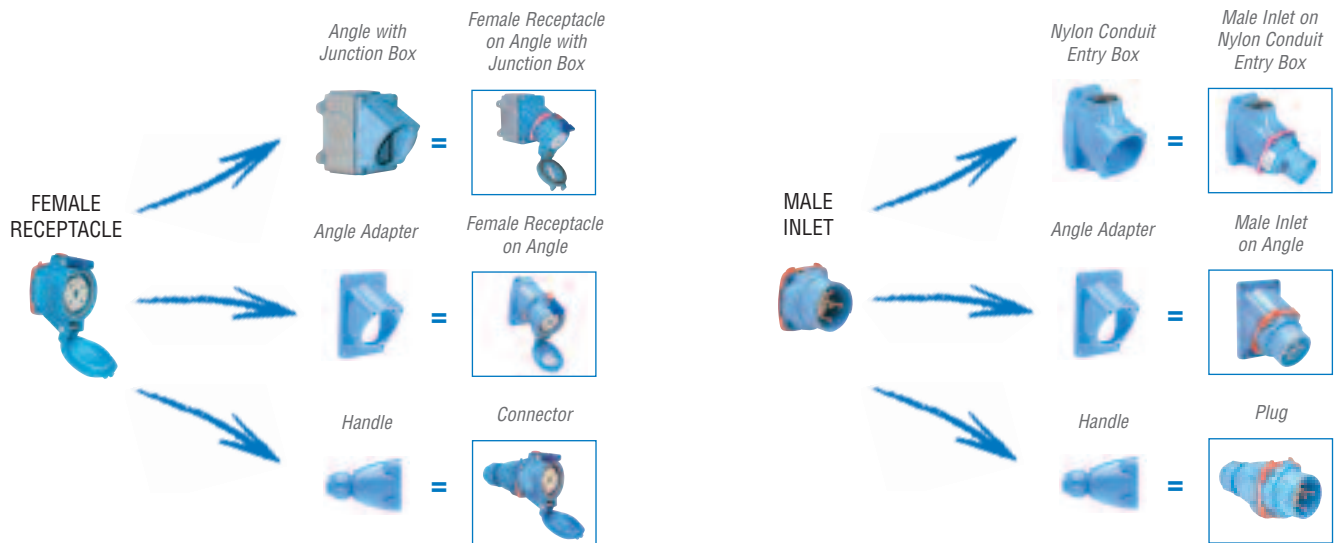 Angle with
Junction Box
=
Female Receptacle
on Angle with
Junction Box
FEMALE
RECEPTACLE
Angle Adapter
=
Female Receptacle
on Angle
Handle
=
Connector
Nylon Conduit
Entry Box
=
Male Inlet on
Nylon Conduit
Entry Box
MALE
INLET
Angle Adapter
=
Male Inlet
on Angle
Handle
=
Plug